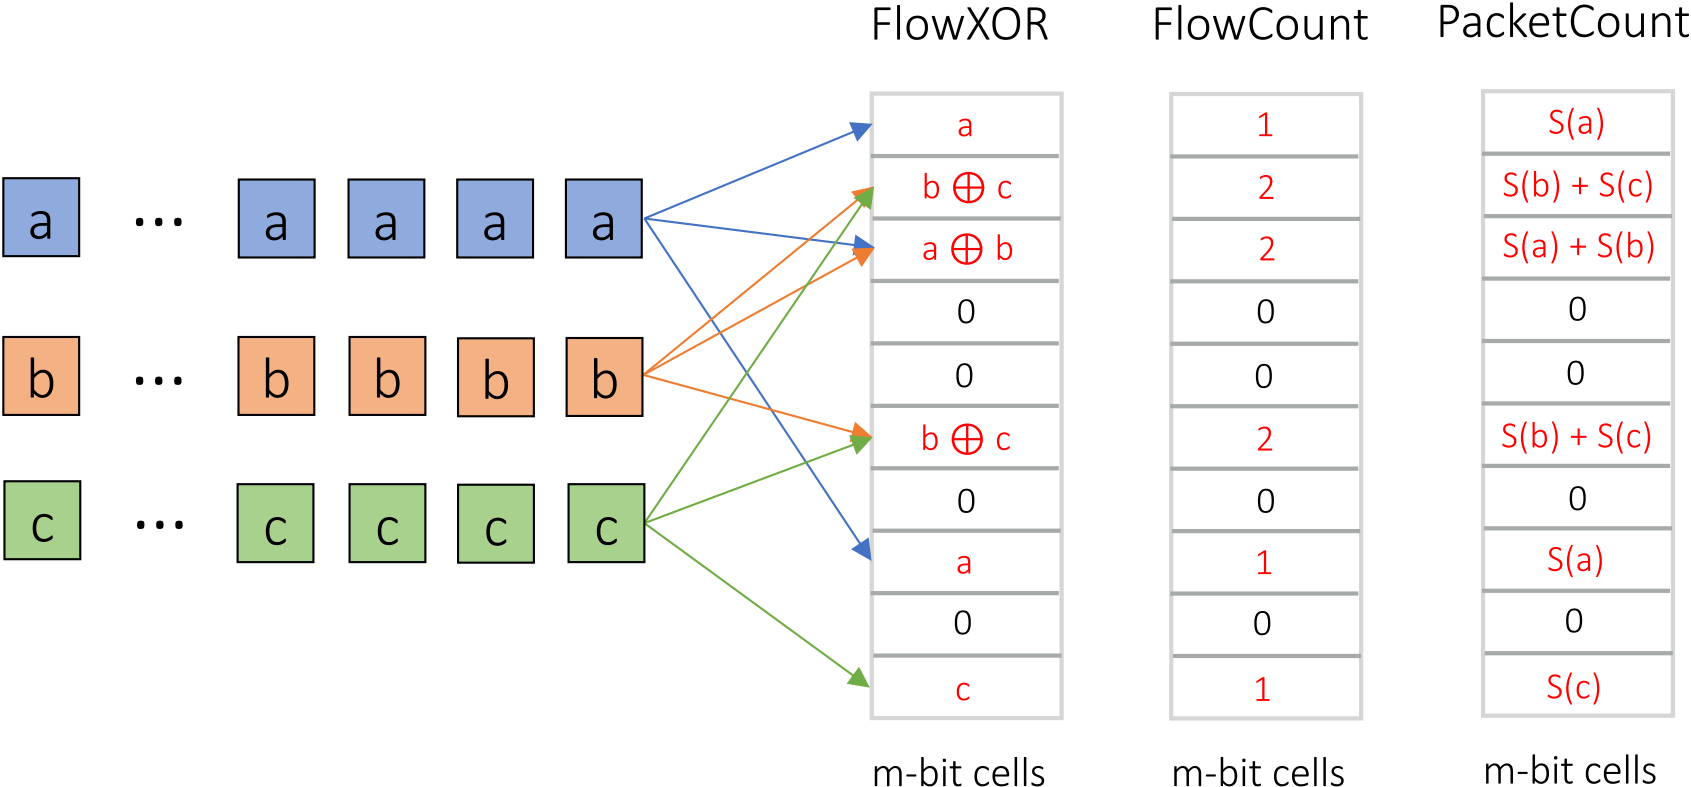 FlowXOR FlowCount PacketCount
a 1 S(a)
b ⊕ c 2 S(b) + S(c)
a ... a a a a
a ⊕ b 2 S(a) + S(b)
0 0 0
b ... b b b b
0 0 0
b ⊕ c 2 S(b) + S(c)
c ... c c c c
0 0 0
a 1 S(a)
0 0 0
c 1 S(c)
m-bit cells m-bit cells m-bit cells